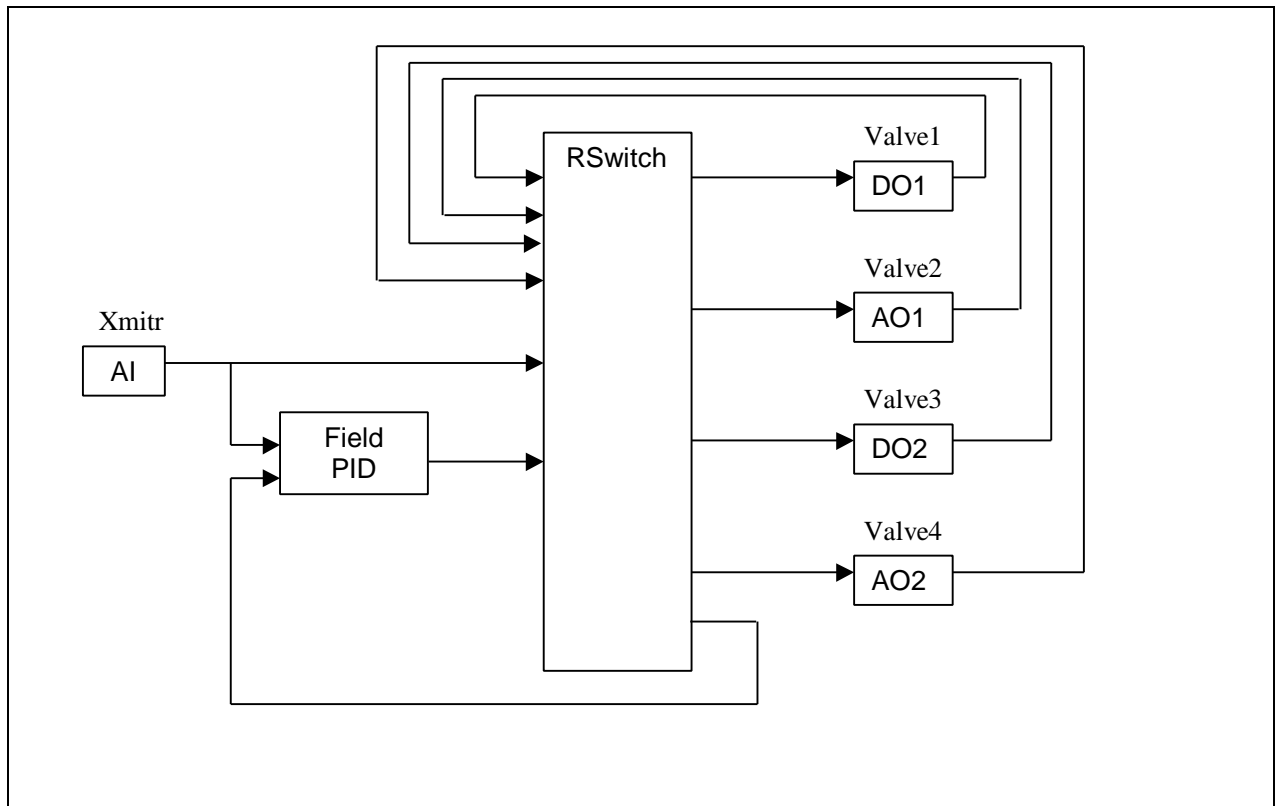 RSwitch
Valve1
DO1
Valve2
AO1
Xmitr
AI
Valve3
DO2
Field
PID
Valve4
AO2